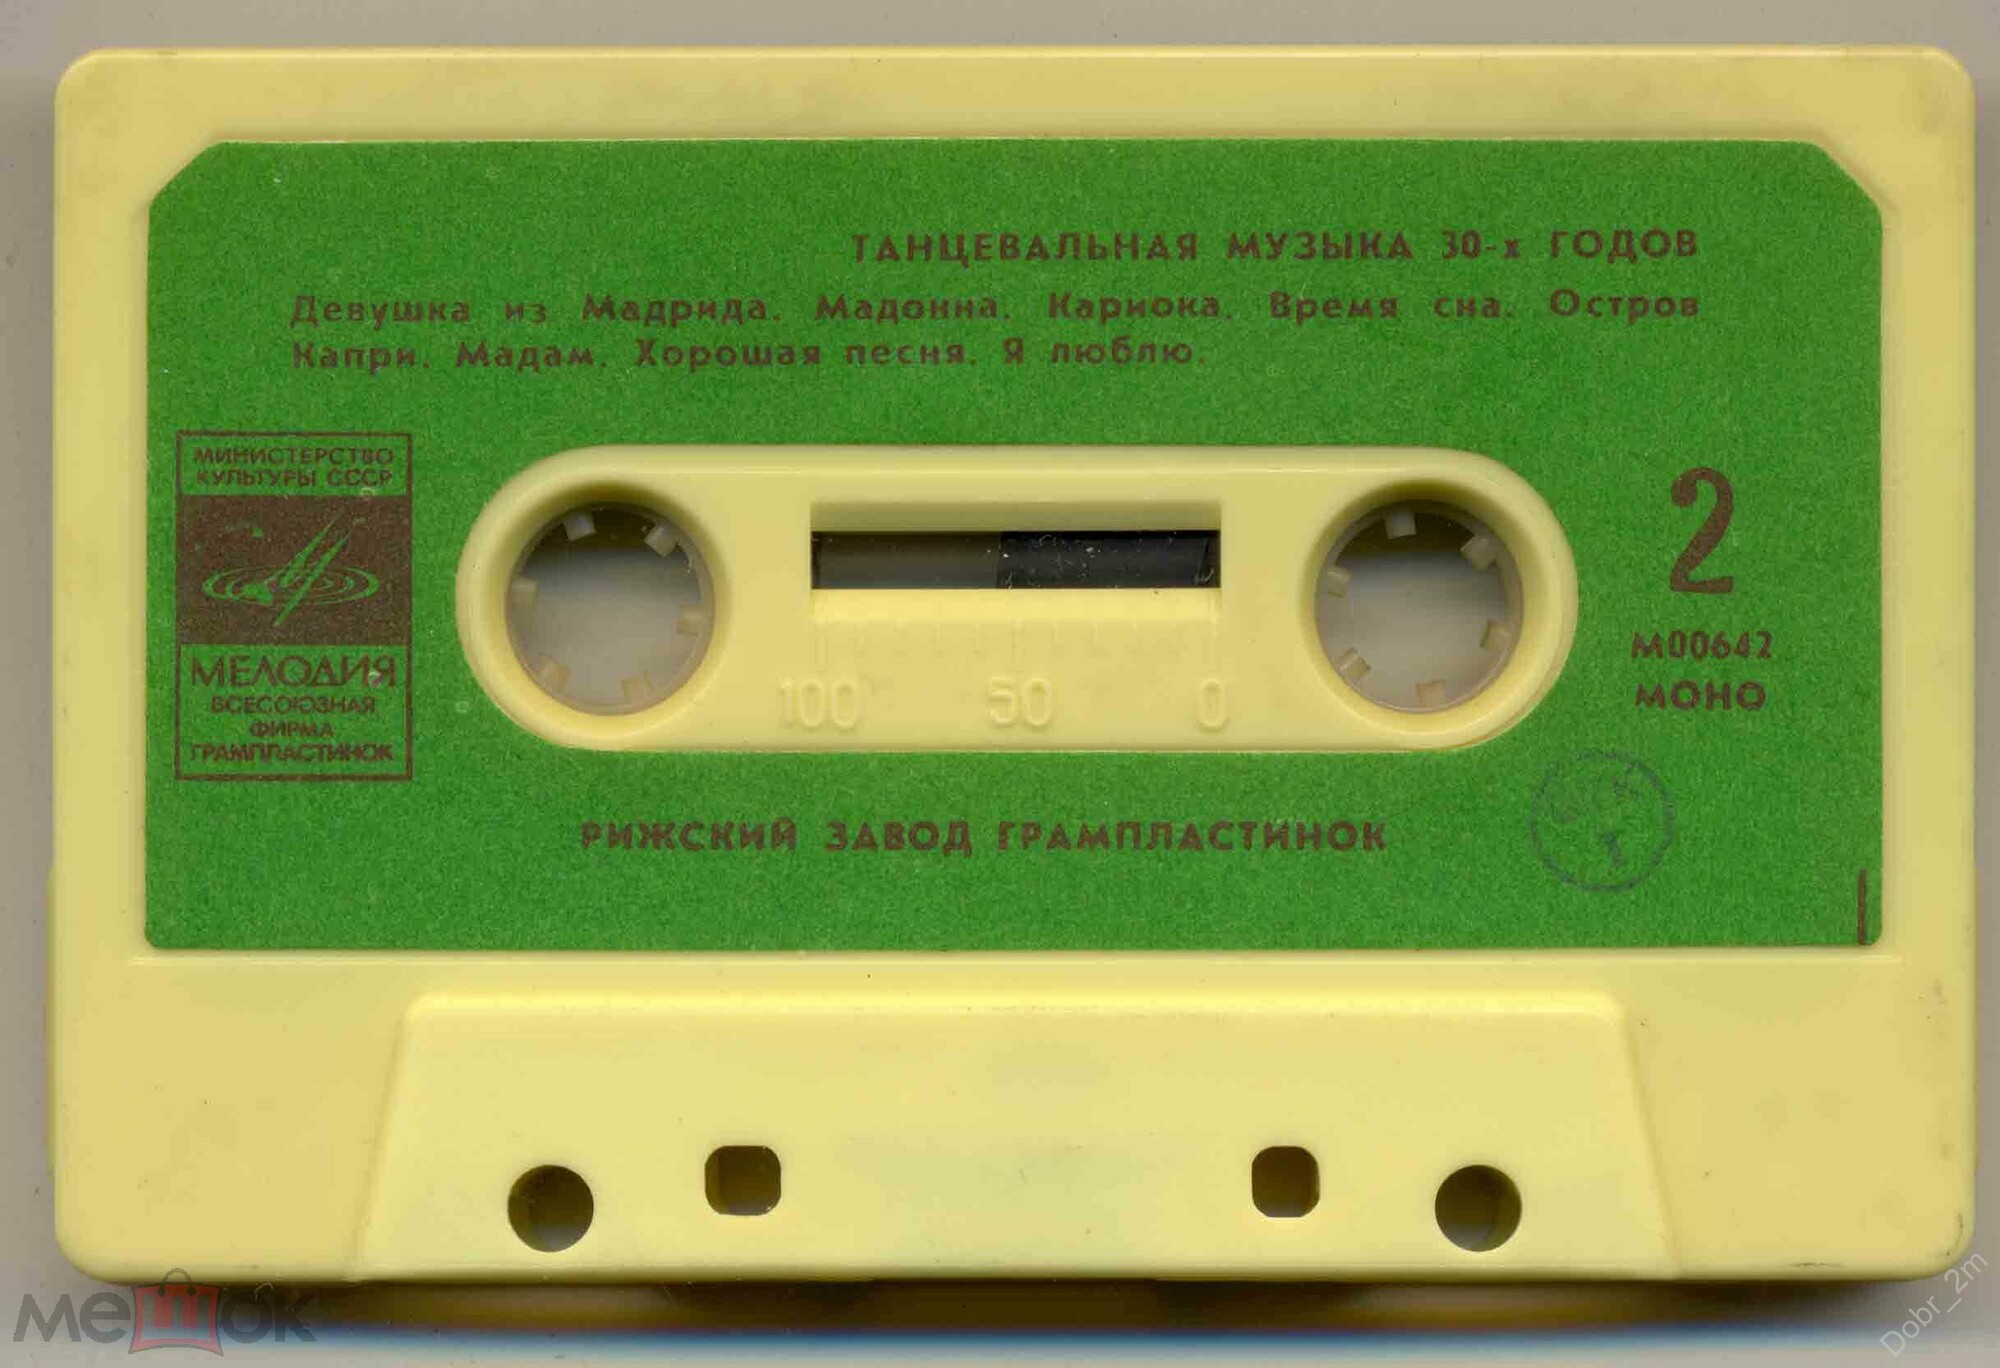 ТАНЦЕВАЛЬНАЯ МУЗЫКА 30-х ГОДОВ
Девушка из Мадрида. Мадонна. Кариока. Время сна. Остров
Капри. Мадам. Хорошая песня. Я люблю.
МИНИСТЕРСТВО
КУЛЬТУРЫ СССР
МЕЛОДИЯ
ВСЕСОЮЗНАЯ
ФИРМА
ГРАМПЛАСТИНОК
2
М00642
МОНО
100 50 0
РИЖСКИЙ ЗАВОД ГРАМПЛАСТИНОК
мешок
Dobr_2m